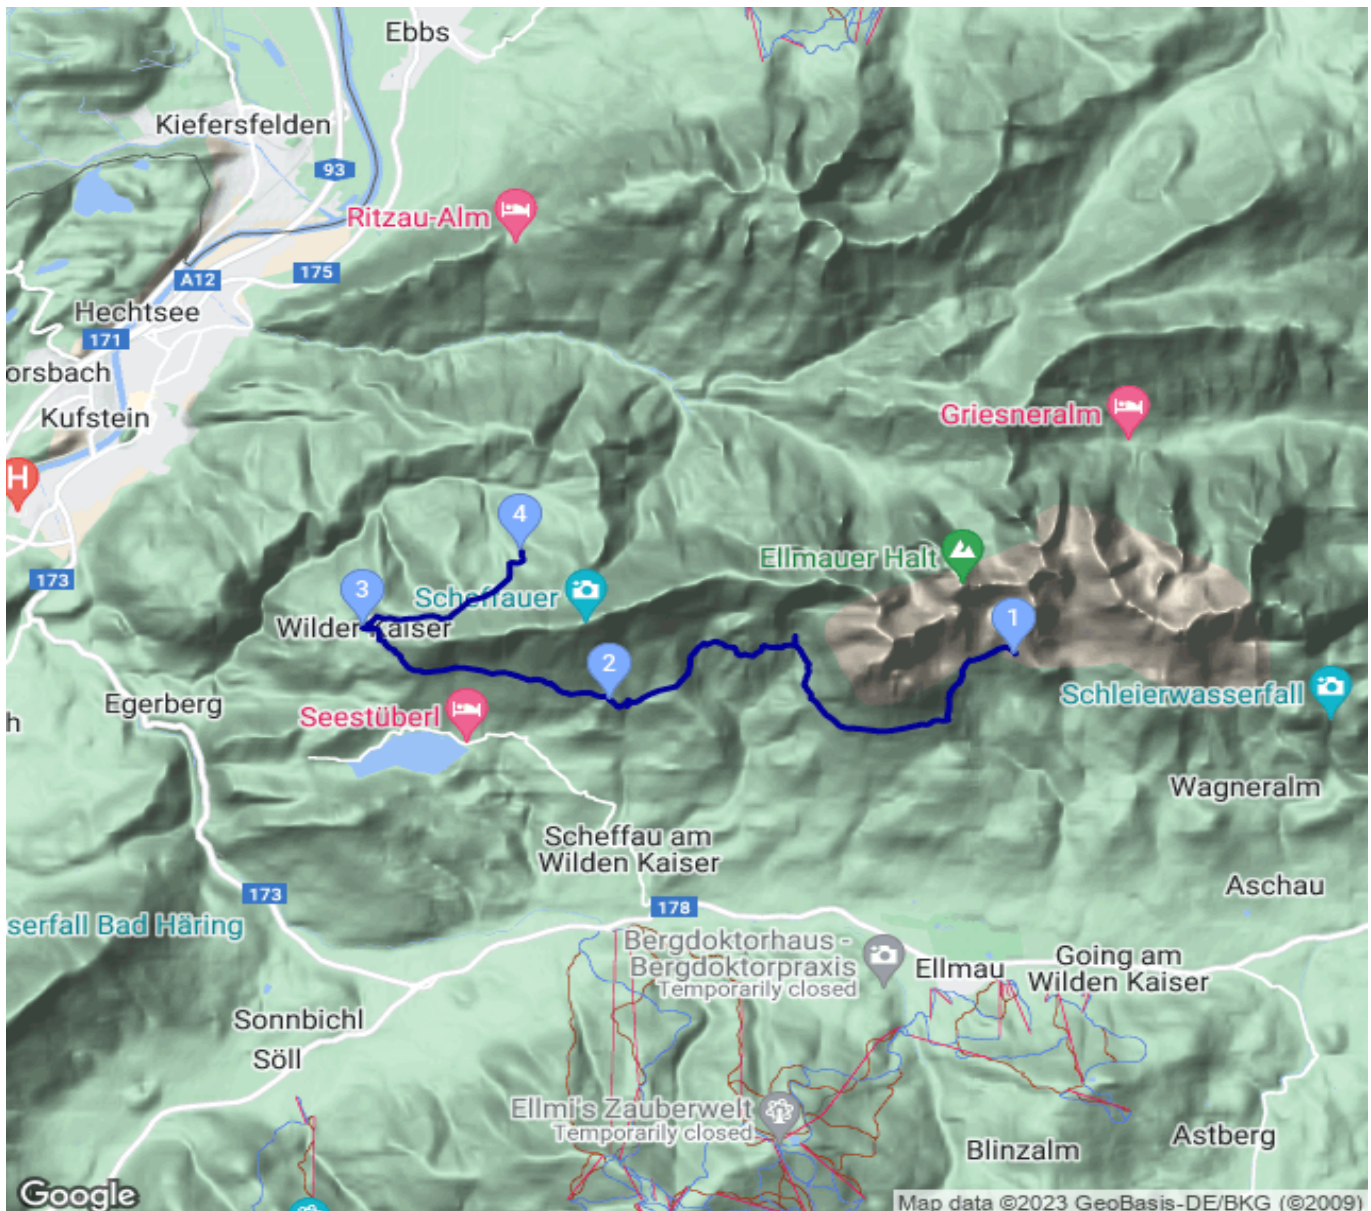 Ebbs
Kiefersfelden
93
Ritzau-Alm
A12
175
Hechtsee
171
orsbach
Kufstein
Griesneralm
H
4
Ellmauer Halt
173
3
Scheffauer
1
Wilder Kaiser
2
Schleierwasserfall
Egerberg
Seestüberl
h
Wagneralm
Scheffau am
Wilden Kaiser
Aschau
173
178
serfall Bad Häring
Bergdoktorhaus -
Bergdoktorpraxis
Temporarily closed
Ellmau
Going am
Wilden Kaiser
Sonnbichl
Söll
Ellmi's Zauberwelt
Temporarily closed
Blinzalm
Astberg
Google
Map data ©2023 GeoBasis-DE/BKG (©2009)